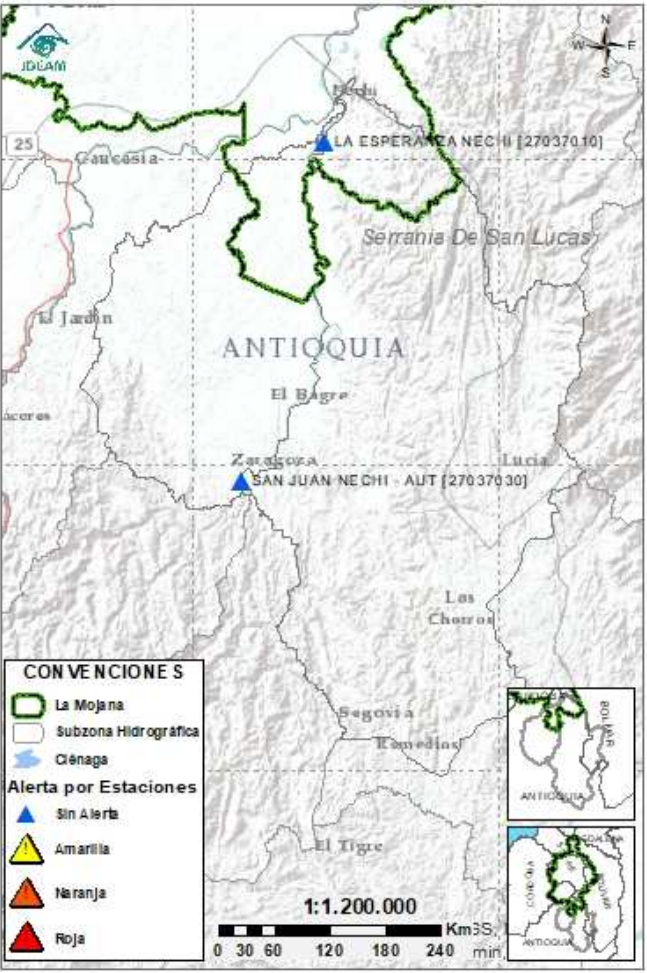 IDEAM
N
W E
S
Nechi
LA ESPERANZA NECHI [27037010]
25
Caucasia
Serrania De San Lucas
El Jardin
ANTIOQUIA
El Bagre
aceres
Zaragoza
Lucia
SAN JUAN NECHI - AUT [27037030]
Los
Chorros
CONVENCIONES
La Mojana
Subzona Hidrográfica
Ciénaga
Alerta por Estaciones
Sin Alerta
Amarilla
Naranja
Roja
Segovia
Remedios
El Tigre
1:1.200.000
Km
0 30 60 120 180 240
min
BOLIVAR
ANTIOQUIA
CÓRDOBA
ANTIOQUIA